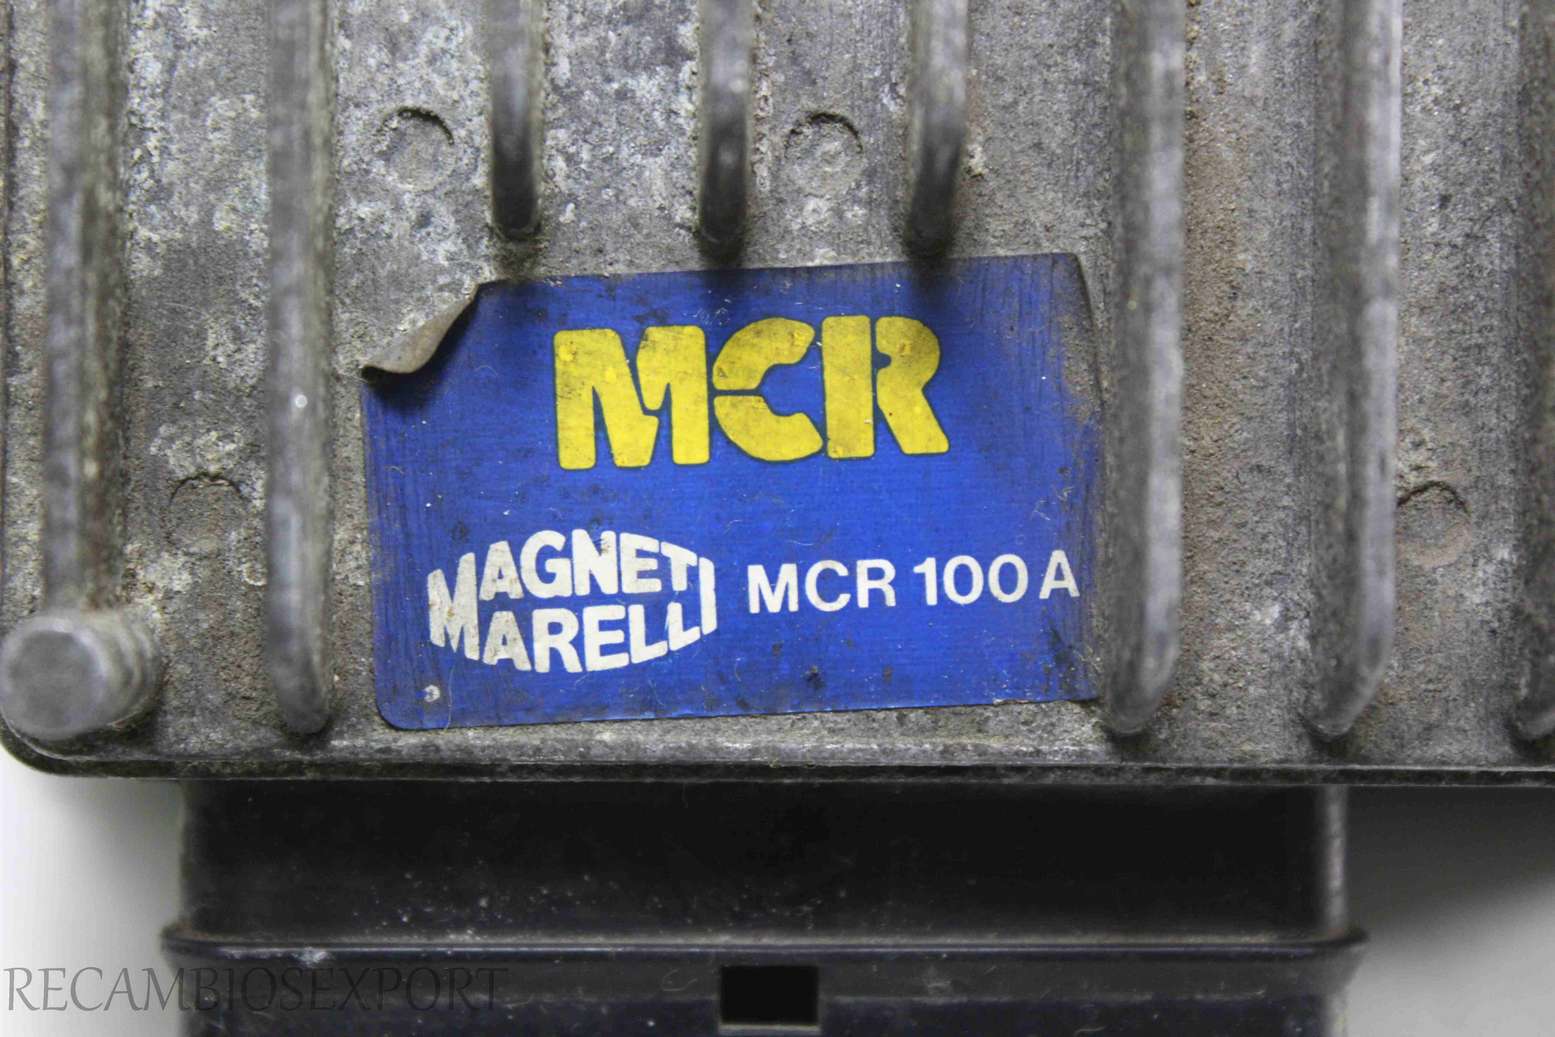 MCR
MAGNETI
MARELLI
MCR 100 A
RECAMBIOSEXPORT